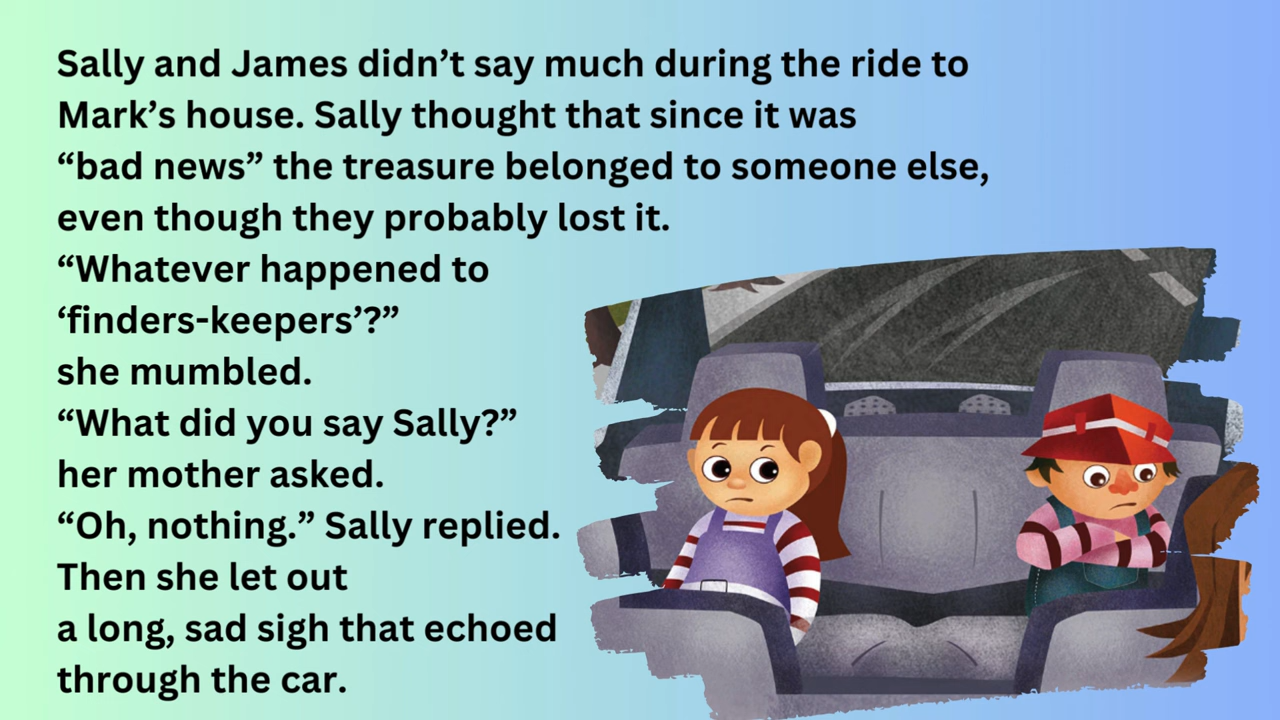 Sally and James didn’t say much during the ride to
Mark’s house. Sally thought that since it was
“bad news” the treasure belonged to someone else,
even though they probably lost it.
“Whatever happened to
‘finders-keepers’?”
she mumbled.
“What did you say Sally?”
her mother asked.
“Oh, nothing.” Sally replied.
Then she let out
a long, sad sigh that echoed
through the car.